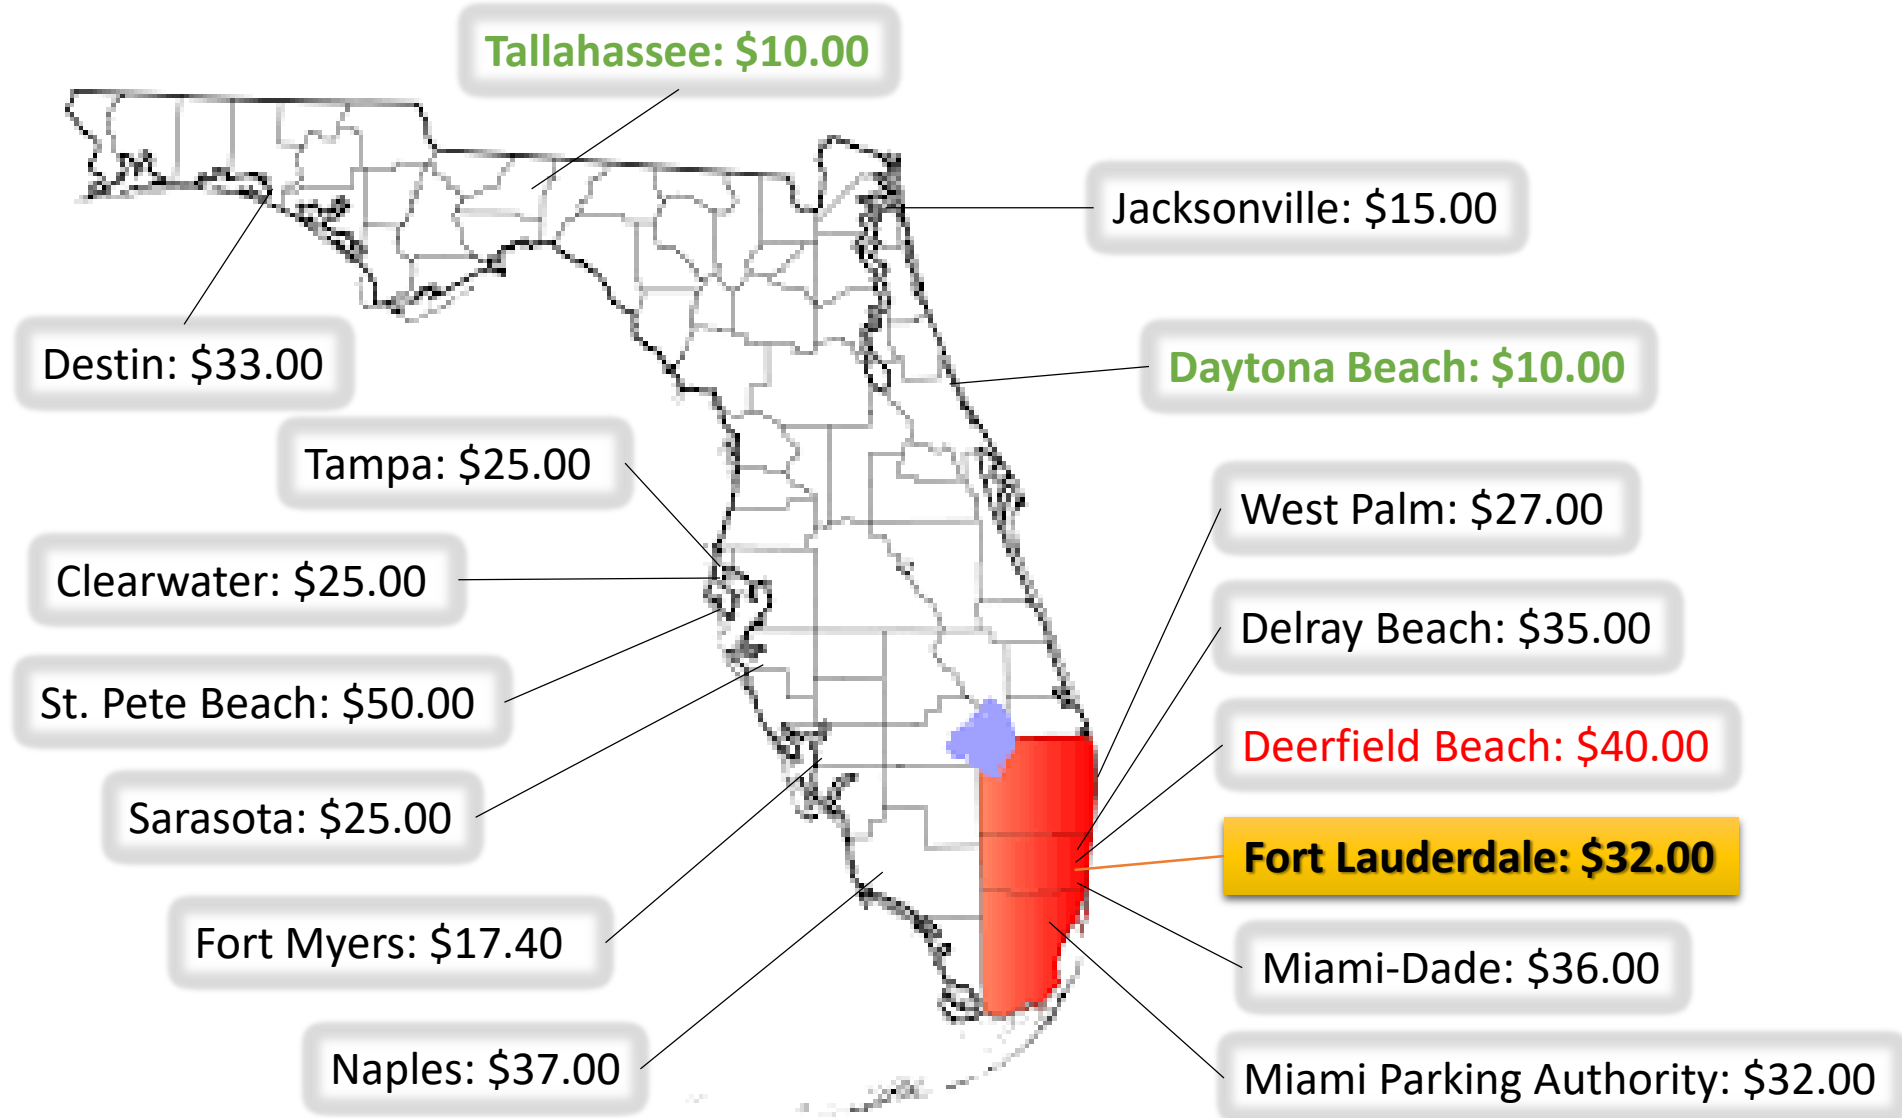 Tallahassee: $10.00
Jacksonville: $15.00
Destin: $33.00
Daytona Beach: $10.00
Tampa: $25.00
West Palm: $27.00
Clearwater: $25.00
Delray Beach: $35.00
St. Pete Beach: $50.00
Deerfield Beach: $40.00
Sarasota: $25.00
Fort Lauderdale: $32.00
Fort Myers: $17.40
Miami-Dade: $36.00
Naples: $37.00
Miami Parking Authority: $32.00